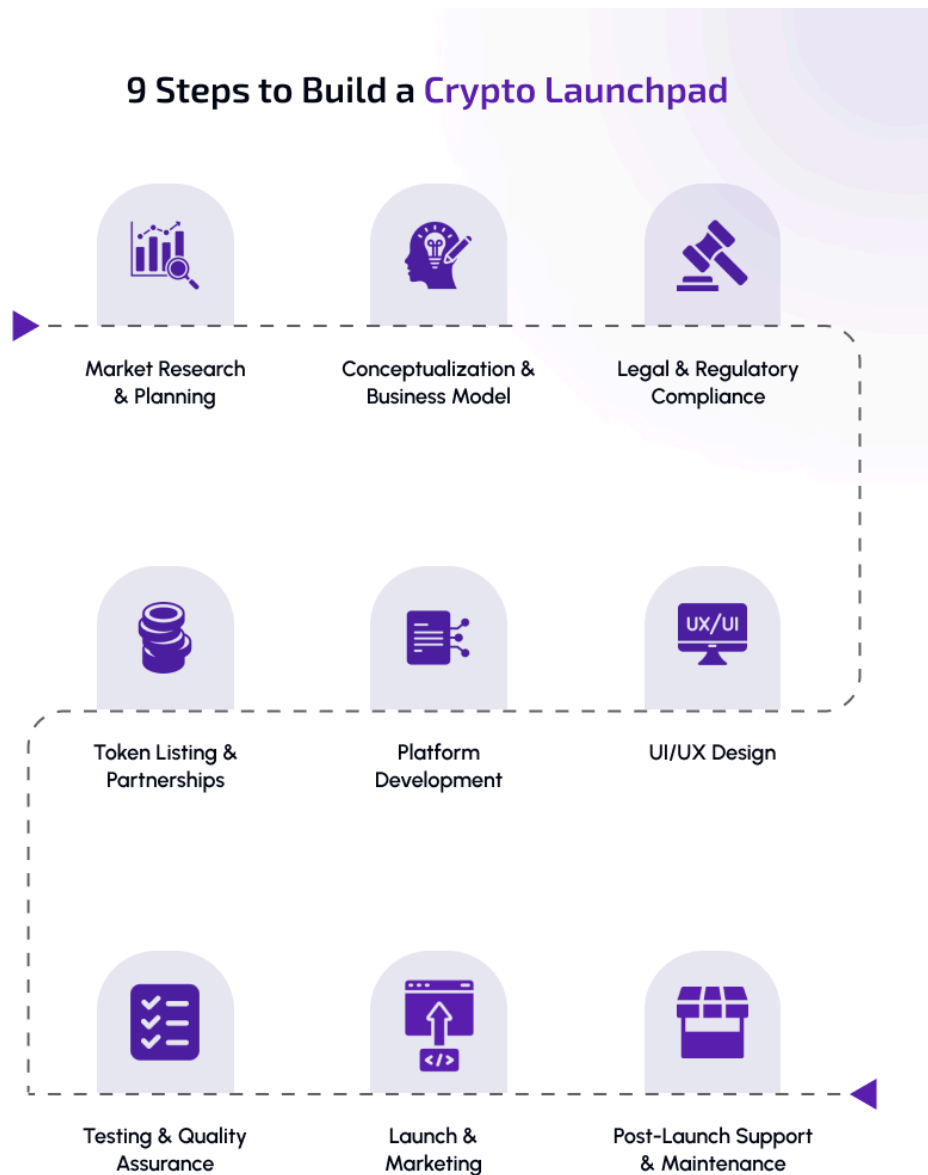 9 Steps to Build a Crypto Launchpad
Market Research
& Planning
Conceptualization &
Business Model
Legal & Regulatory
Compliance
Token Listing &
Partnerships
Platform
Development
UX/UI
UI/UX Design
Testing & Quality
Assurance
</>
Launch &
Marketing
Post-Launch Support
& Maintenance